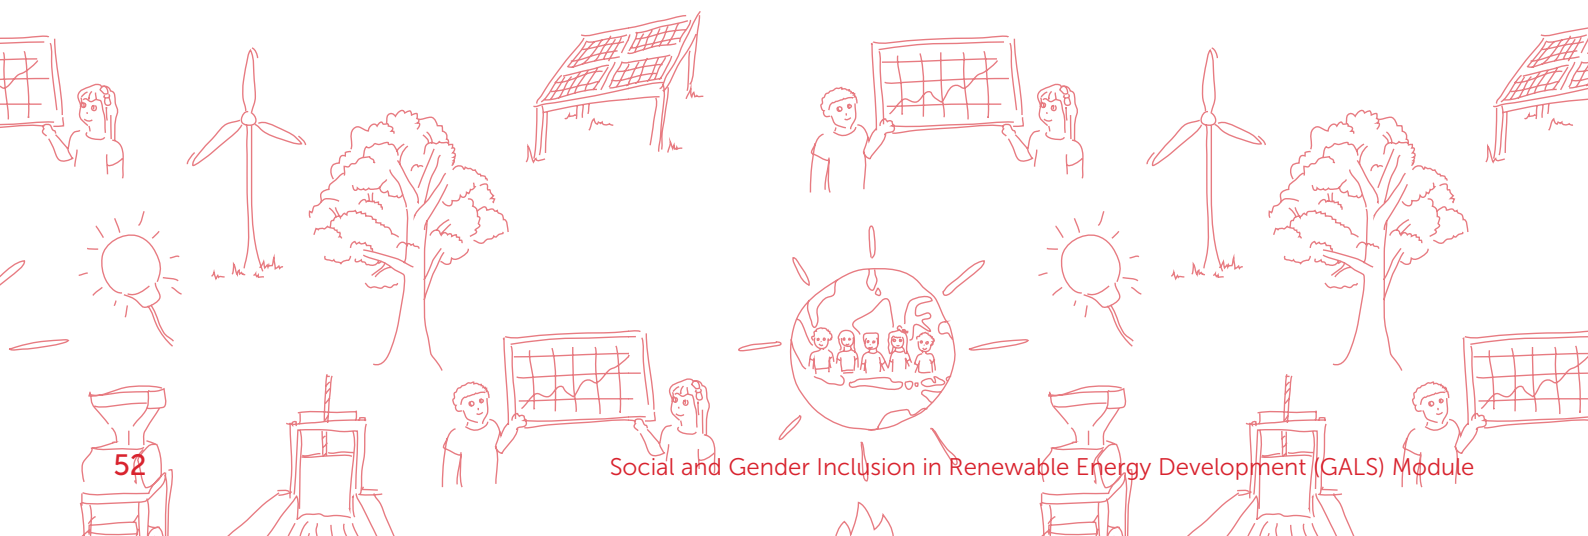 52
Social and Gender Inclusion in Renewable Energy Development (GALS) Module